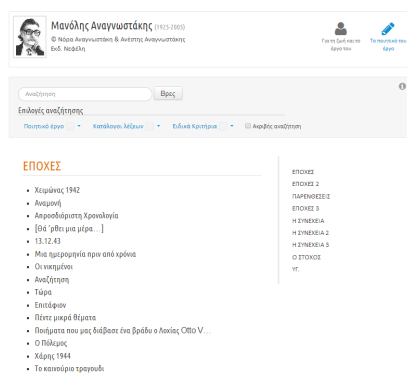 Μανόλης Αναγνωστάκης (1925-2005)
© Νόρα Αναγνωστάκη & Ανέστης Αναγνωστάκης
Εκδ. Νεφέλη
Για τη ζωή και το έργο του
Το ποιητικό του έργο
Αναζήτηση
Βρες
Επιλογές αναζήτησης
Ποιητικό έργο
Κατάλογοι λέξεων
Ειδικά Κριτήρια
Ακριβής αναζήτηση
ΕΠΟΧΕΣ
Χειμώνας 1942
Αναμονή
Απροσδιόριστη Χρονολογία
[Θά ᾽ρθει μια μέρα…]
13.12.43
Μια ημερομηνία πριν από χρόνια
Οι νικημένοι
Αναζήτηση
Τώρα
Επιτάφιον
Πέντε μικρά θέματα
Ποιήματα που μας διάβασε ένα βράδυ ο λοχίας Otto V…
Ο Πόλεμος
Χάρης 1944
Το καινούριο τραγούδι
ΕΠΟΧΕΣ
ΕΠΟΧΕΣ 2
ΠΑΡΕΝΘΕΣΕΙΣ
ΕΠΟΧΕΣ 3
Η ΣΥΝΕΧΕΙΑ
Η ΣΥΝΕΧΕΙΑ 2
Η ΣΥΝΕΧΕΙΑ 3
Ο ΣΤΟΧΟΣ
ΥΓ.